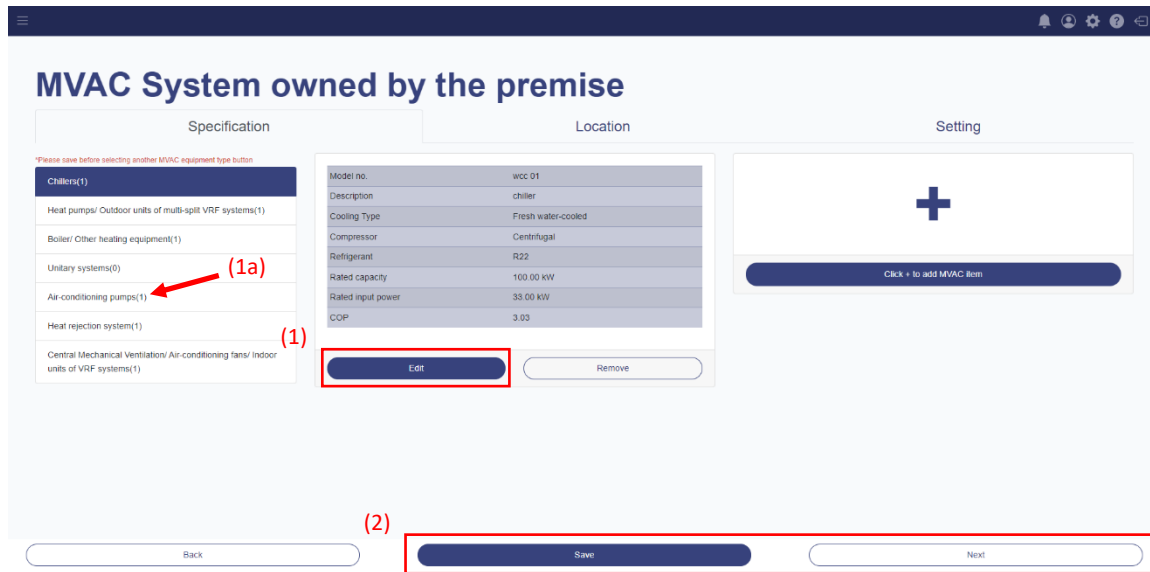 MVAC System owned by the premise
Specification
Location
Setting
*Please save before selecting another MVAC equipment type button
Chillers(1)
Heat pumps/ Outdoor units of multi-split VRF systems(1)
Boiler/ Other heating equipment(1)
Unitary systems(0)
(1a)
Air-conditioning pumps(1)
Heat rejection system(1)
(1)
Central Mechanical Ventilation/ Air-conditioning fans/ Indoor
units of VRF systems(1)
Model no. wcc 01
Description chiller
Cooling Type Fresh water-cooled
Compressor Centrifugal
Refrigerant R22
Rated capacity 100.00 kW
Rated input power 33.00 kW
COP 3.03
Edit
Remove
+
Click + to add MVAC item
(2)
Back
Save
Next